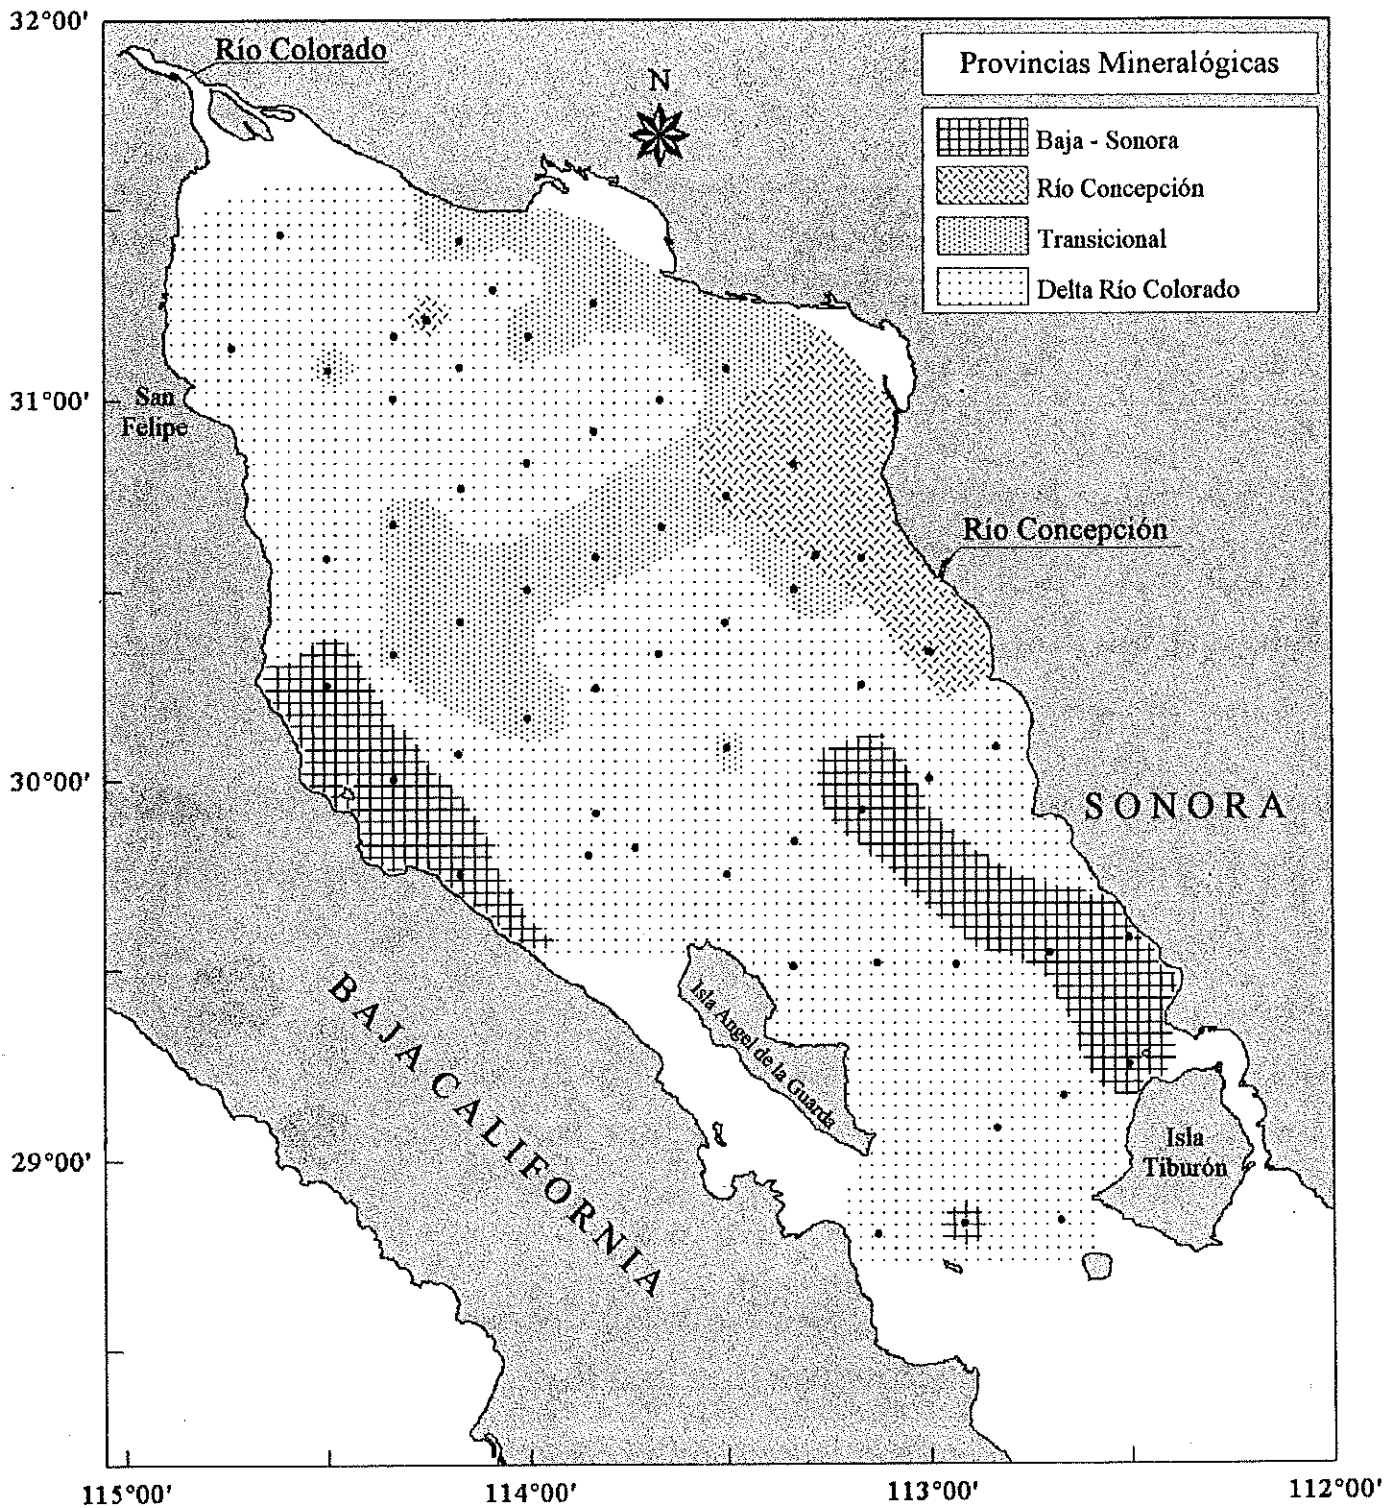 32°00'
Río Colorado
N
Provincias Mineralógicas
Baja - Sonora
Río Concepción
Transicional
Delta Río Colorado
31°00'
San
Felipe
Río Concepción
30°00'
SONORA
BAJA CALIFORNIA
Isla Angel de la Guarda
29°00'
Isla
Tiburón
115°00'
114°00'
113°00'
112°00'